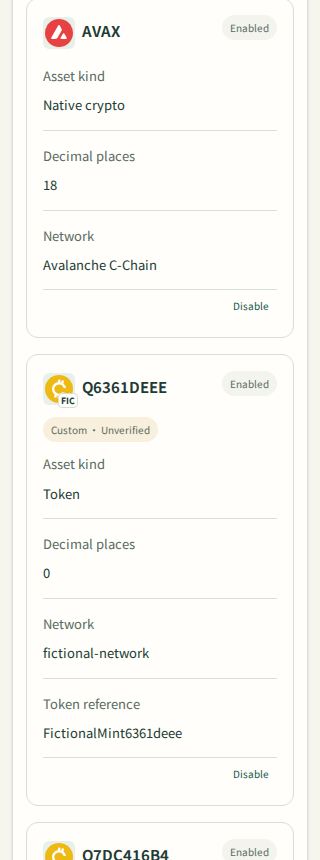 AVAX
Enabled
Asset kind
Native crypto
Decimal places
18
Network
Avalanche C-Chain
Disable
FIC
Q6361DEEE
Enabled
Custom • Unverified
Asset kind
Token
Decimal places
0
Network
fictional-network
Token reference
FictionalMint6361deee
Disable
Q7DC416B4
Enabled